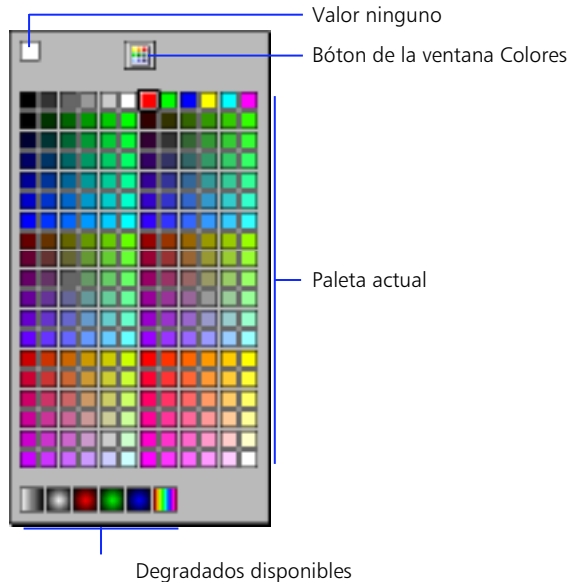 Valor ninguno
Bóton de la ventana Colores
Paleta actual
Degradados disponibles